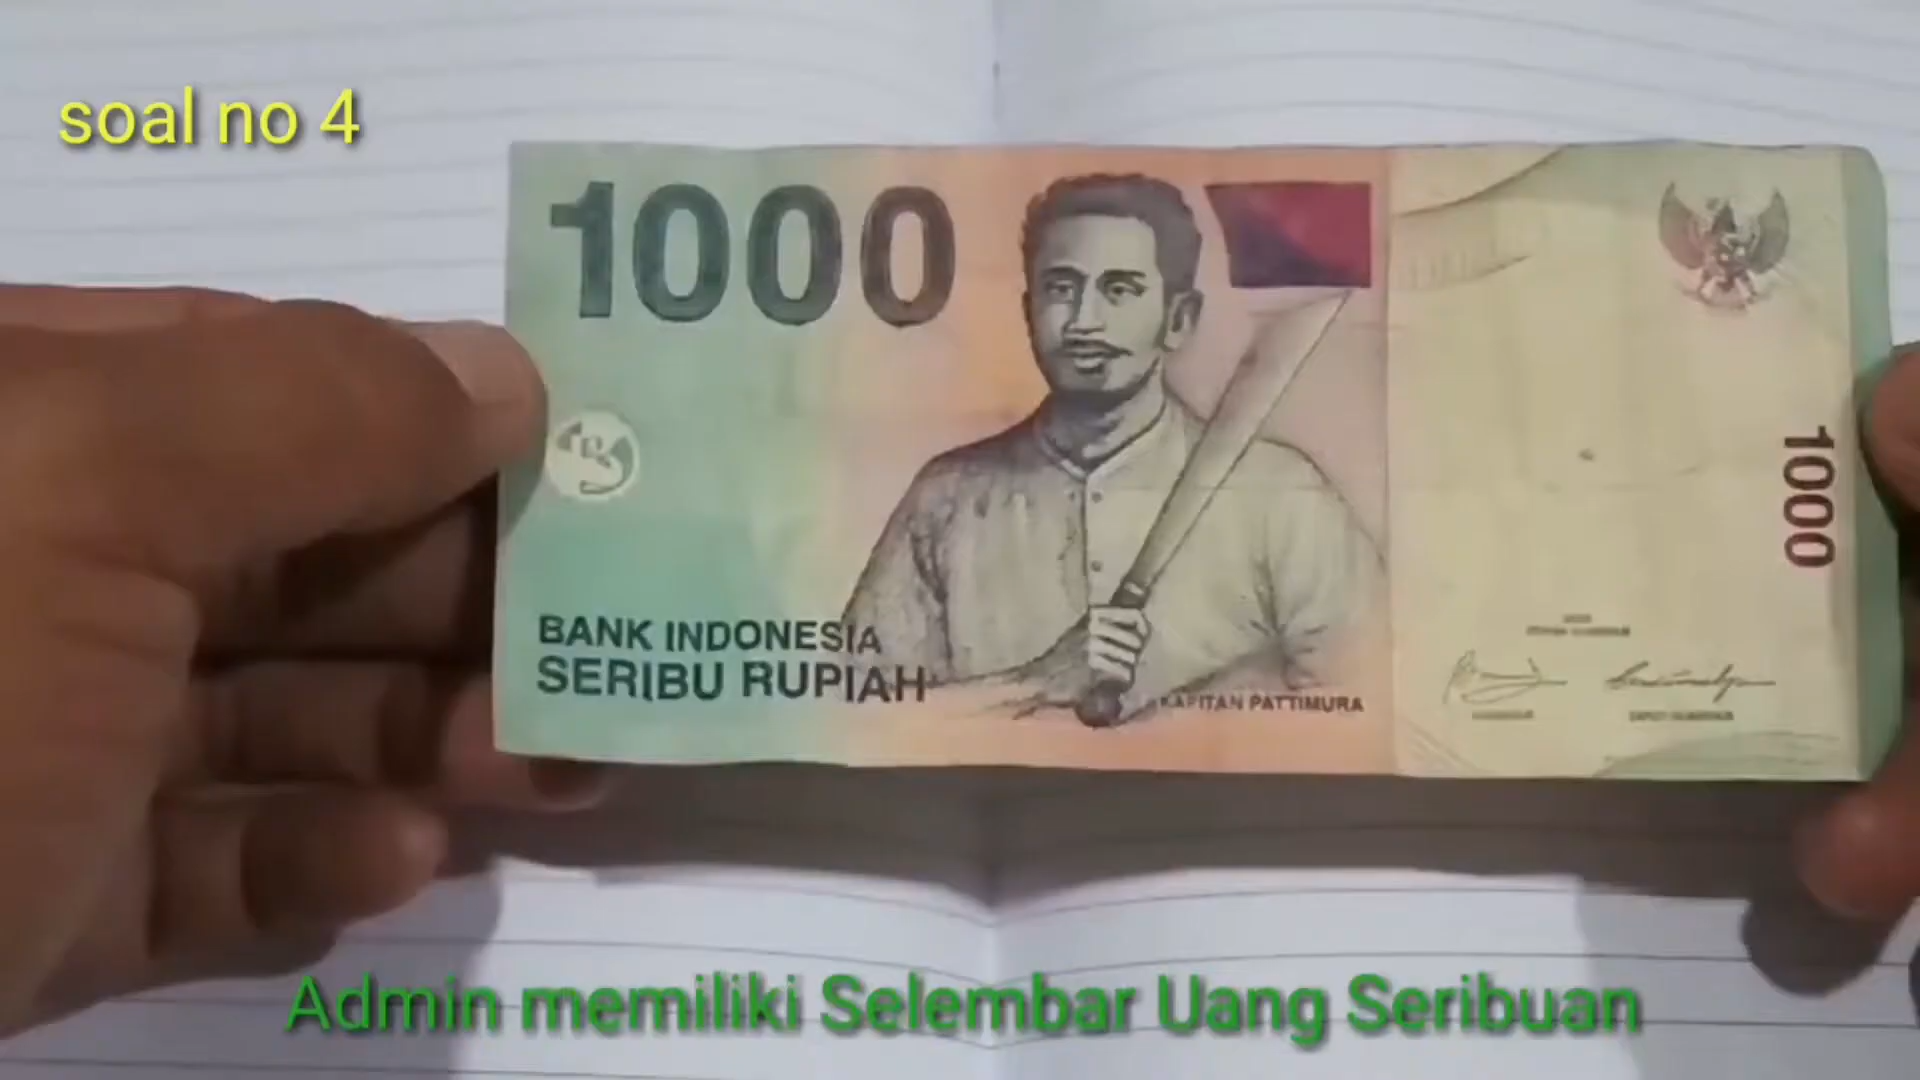 soal no 4
1000
1000
BANK INDONESIA
SERIBU RUPIAH
KAPITAN PATTIMURA
Admin memiliki Selembar Uang Seribuan